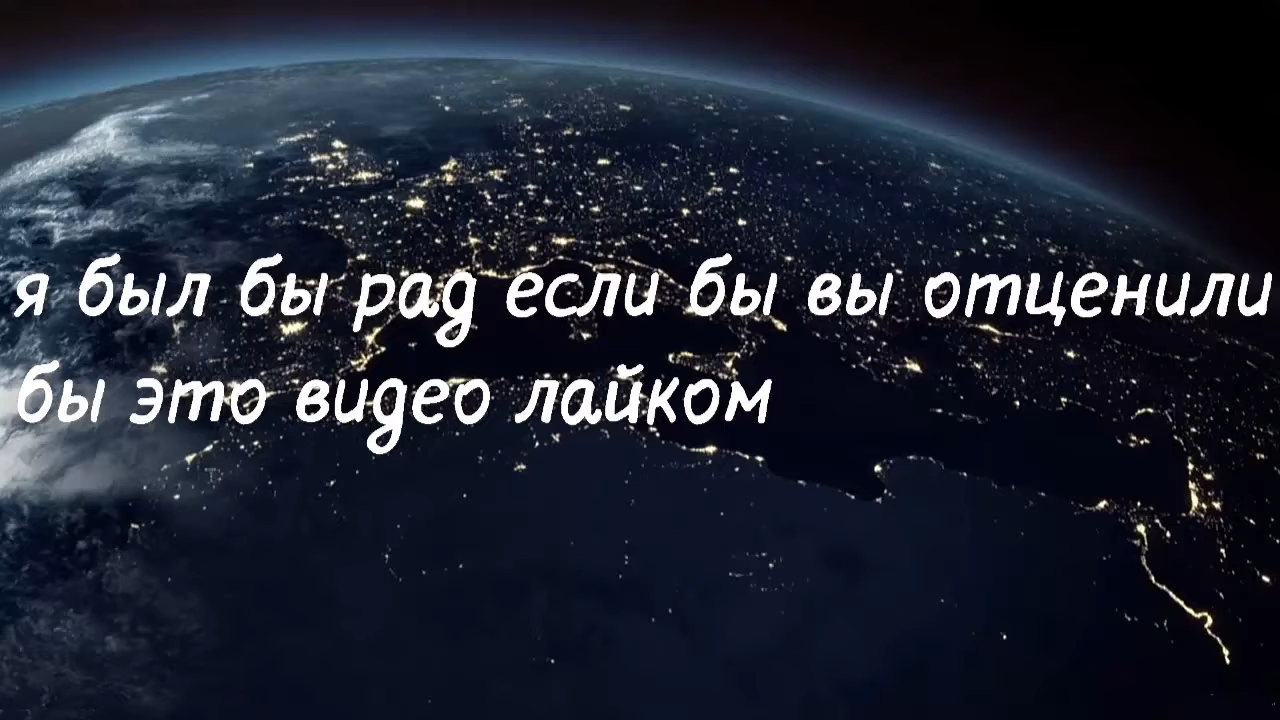 я был бы рад если бы вы отценили
бы это видео лайком